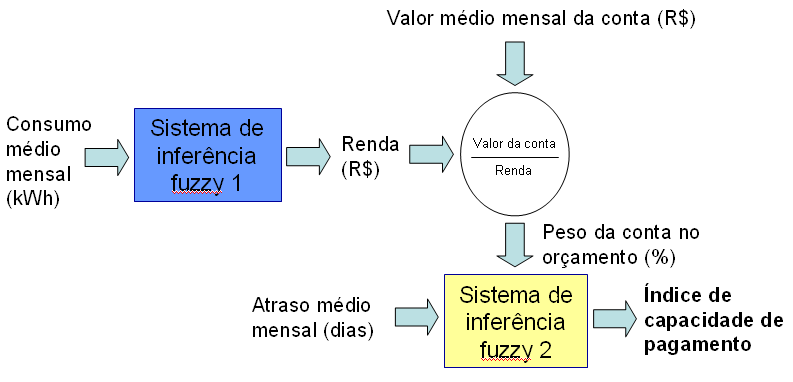 Valor médio mensal da conta (R$)
Consumo
médio
mensal
(kWh)
Sistema de
inferência
fuzzy 1
Renda
(R$)
Valor da conta
Renda
Peso da conta no
orçamento (%)
Atraso médio
mensal (dias)
Sistema de
inferência
fuzzy 2
Índice de
capacidade de
pagamento